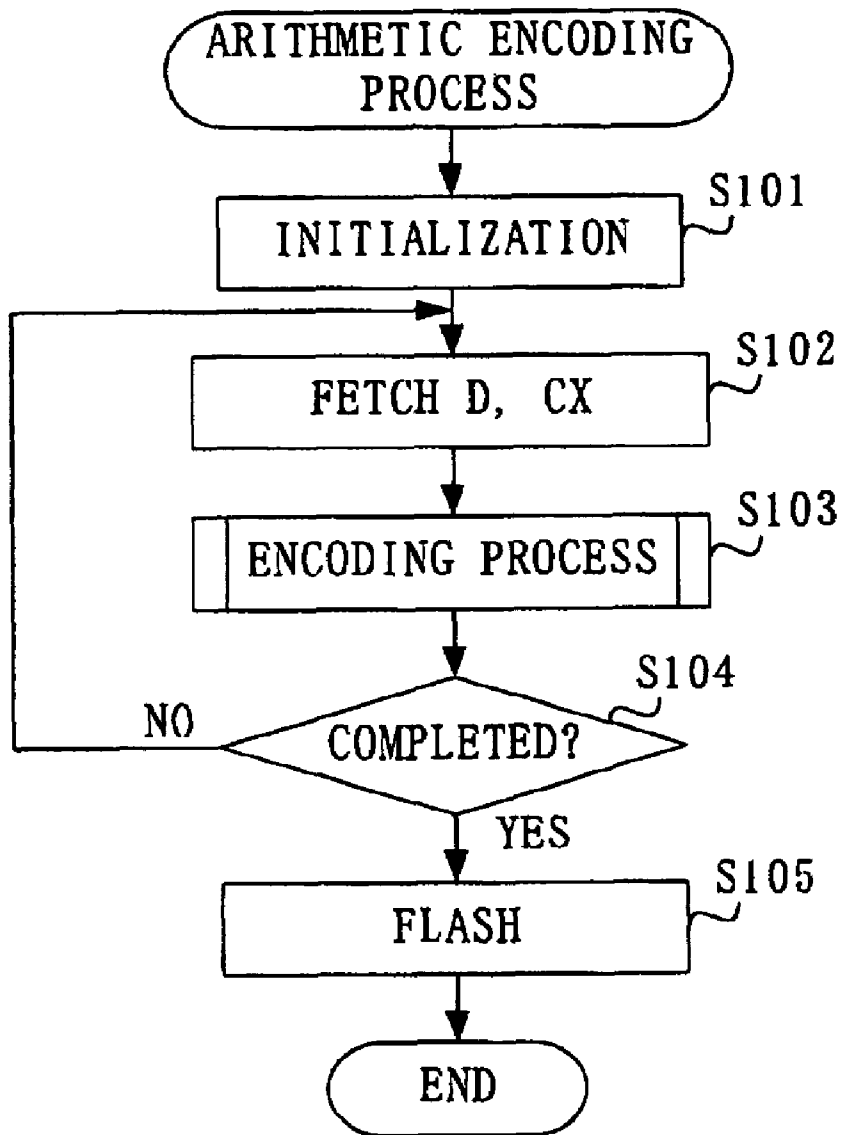 ARITHMETIC ENCODING
PROCESS
S101
INITIALIZATION
S102
FETCH D, CX
S103
ENCODING PROCESS
S104
NO
COMPLETED?
YES
S105
FLASH
END